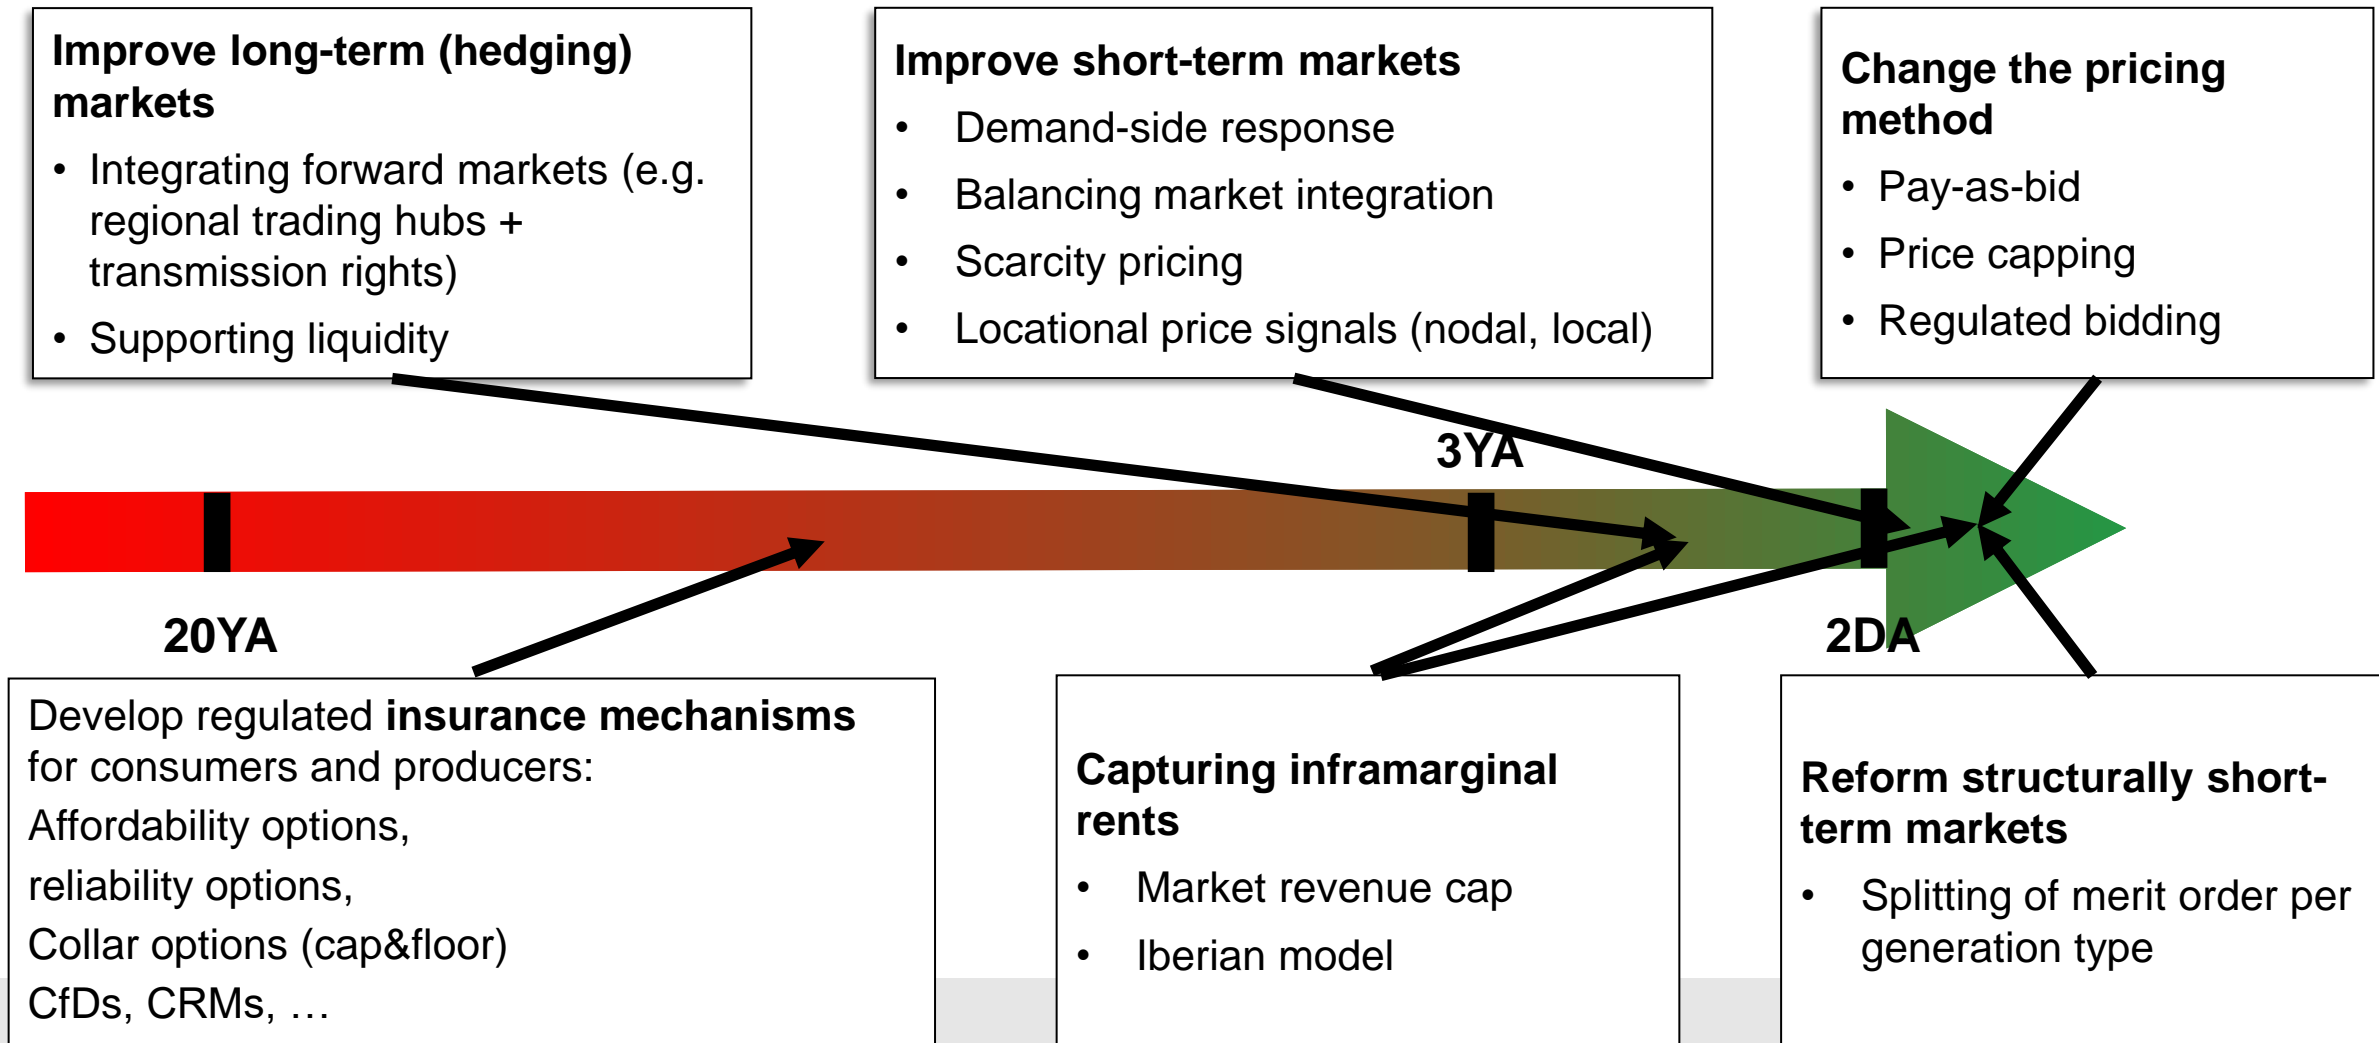 Improve long-term (hedging)
markets
• Integrating forward markets (e.g.
regional trading hubs +
transmission rights)
• Supporting liquidity
Improve short-term markets
• Demand-side response
• Balancing market integration
• Scarcity pricing
• Locational price signals (nodal, local)
Change the pricing
method
• Pay-as-bid
• Price capping
• Regulated bidding
3YA
20YA
2DA
Develop regulated insurance mechanisms
for consumers and producers:
Affordability options,
reliability options,
Collar options (cap&floor)
CfDs, CRMs, …
Capturing inframarginal
rents
• Market revenue cap
• Iberian model
Reform structurally short-
term markets
• Splitting of merit order per
generation type